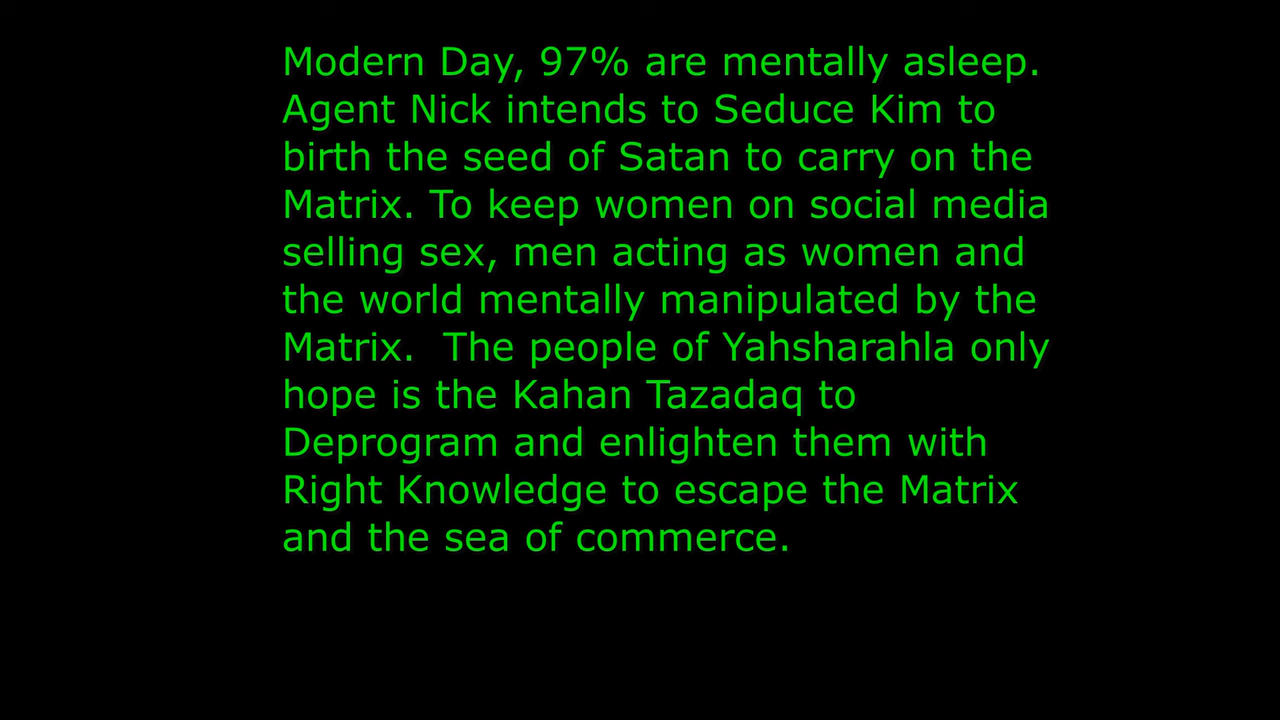 Modern Day, 97% are mentally asleep.
Agent Nick intends to Seduce Kim to
birth the seed of Satan to carry on the
Matrix. To keep women on social media
selling sex, men acting as women and
the world mentally manipulated by the
Matrix.  The people of Yahsharahla only
hope is the Kahan Tazadaq to
Deprogram and enlighten them with
Right Knowledge to escape the Matrix
and the sea of commerce.